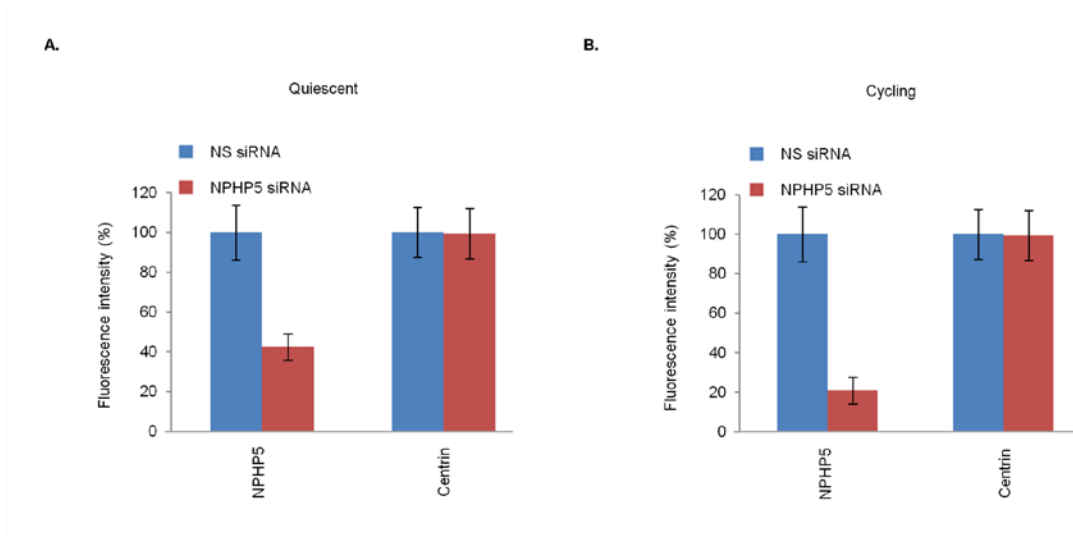 A.
Quiescent
NS siRNA
NPHP5 siRNA
120
100
80
60
40
20
0
Fluorescence intensity (%)
NPHP5
Centrin
B.
Cycling
NS siRNA
NPHP5 siRNA
120
100
80
60
40
20
0
Fluorescence intensity (%)
NPHP5
Centrin